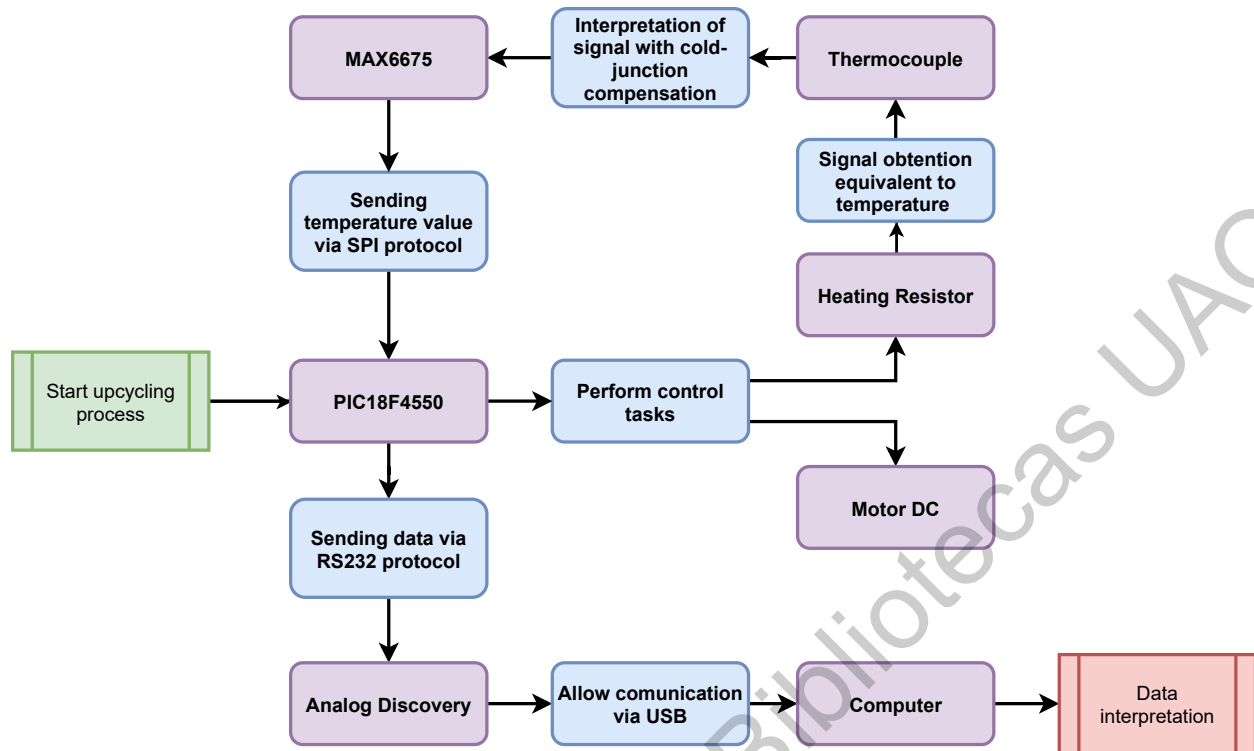 MAX6675
Interpretation of
signal with cold-
junction
compensation
Thermocouple
Sending
temperature value
via SPI protocol
Signal obtention
equivalent to
temperature
Heating Resistor
Start upcycling
process
PIC18F4550
Perform control
tasks
Motor DC
Sending data via
RS232 protocol
Analog Discovery
Allow comunication
via USB
Computer
Data
interpretation
Bibliotecas